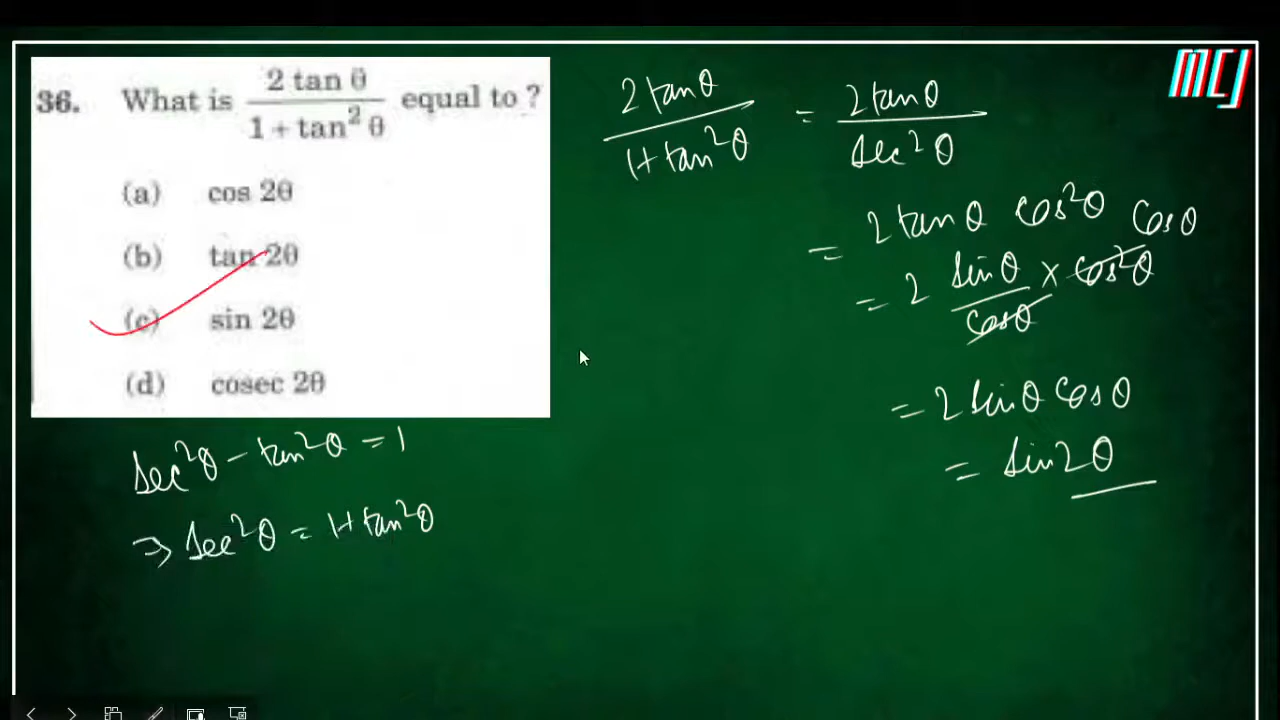 MCJ
36. What is 2 tan θ / 1 + tan² θ equal to ?
(a) cos 2θ
(b) tan 2θ
(c) sin 2θ
(d) cosec 2θ
sec²θ - tan²θ = 1
⇒ sec²θ = 1+tan²θ
2tanθ / 1+tan²θ = 2tanθ / sec²θ
= 2tanθ cos²θ
cosθ
= 2 sinθ / cosθ × cos²θ
= 2sinθ cosθ
= sin2θ